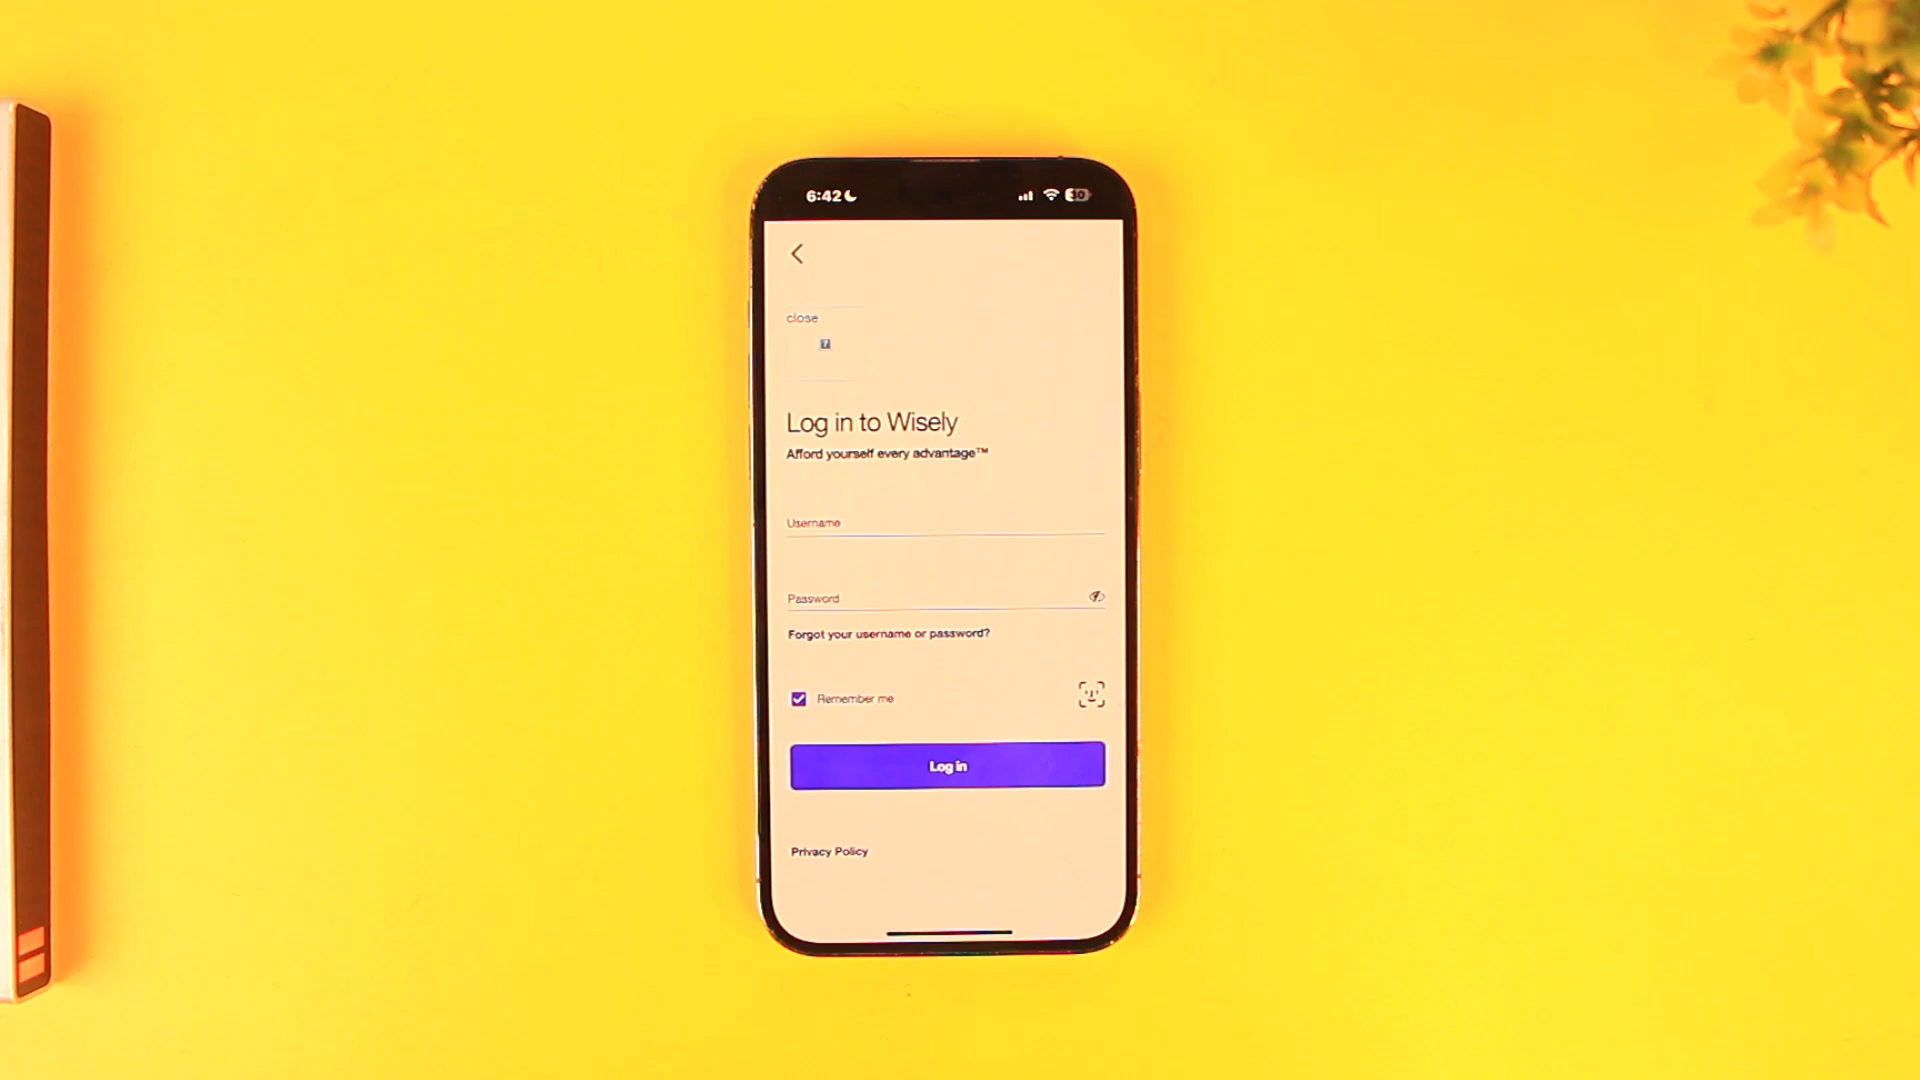 6:42
close
Log in to Wisely
Afford yourself every advantage™
Username
Password
Forgot your username or password?
Remember me
Log in
Privacy Policy